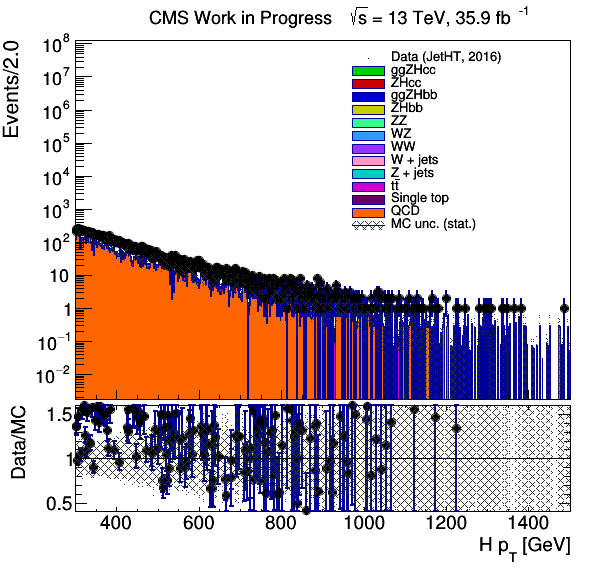 CMS Work in Progress √s = 13 TeV, 35.9 fb⁻¹
Events/2.0
10⁸
10⁷
10⁶
10⁵
10⁴
10³
10²
10
1
10⁻¹
10⁻²
Data (JetHT, 2016)
ggZHcc
ZHcc
ggZHbb
ZHbb
ZZ
WZ
WW
W + jets
Z + jets
tt̄
Single top
QCD
MC unc. (stat.)
Data/MC
1.5
1
0.5
400 600 800 1000 1200 1400
H p_T [GeV]